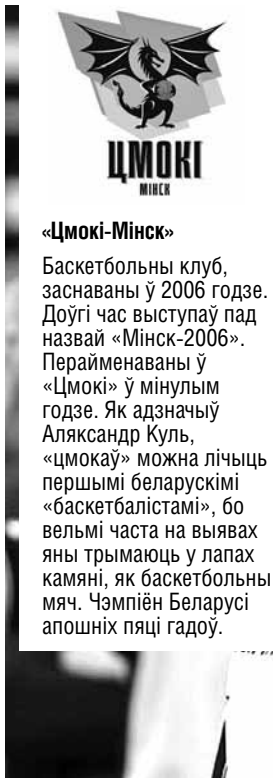 ЦМОКІ
МІНСК
«Цмокі-Мінск»
Баскетбольны клуб,
заснаваны ў 2006 годзе.
Доўгі час выступаў пад
назвай «Мінск-2006».
Перайменаваны ў
«Цмокі» ў мінулым
годзе. Як адзначыў
Аляксандр Куль,
«цмокаў» можна лічыць
першымі беларускімі
«баскетбалістамі», бо
вельмі часта на выявах
яны трымаюць у лапах
камяні, як баскетбольны
мяч. Чэмпіён Беларусі
апошніх пяці гадоў.